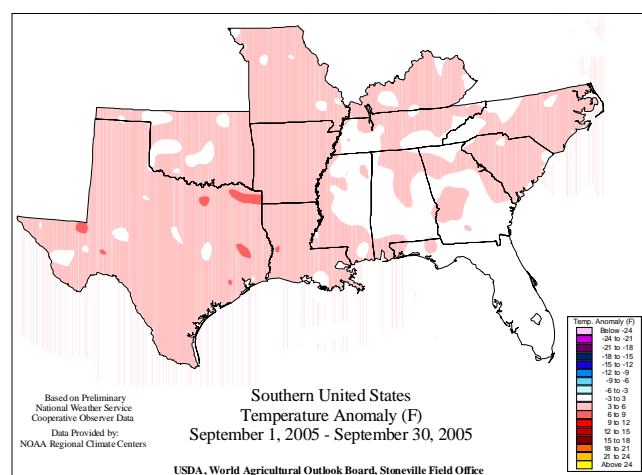 Temp. Anomaly (F)
Below -24
-24 to -21
-21 to -18
-18 to -15
-15 to -12
-12 to -9
-9 to -6
-6 to -3
-3 to 3
3 to 6
6 to 9
9 to 12
12 to 15
15 to 18
18 to 21
21 to 24
Above 24
Based on Preliminary
National Weather Service
Cooperative Observer Data
Data Provided by:
NOAA Regional Climate Centers
Southern United States
Temperature Anomaly (F)
September 1, 2005 - September 30, 2005
USDA, World Agricultural Outlook Board, Stoneville Field Office